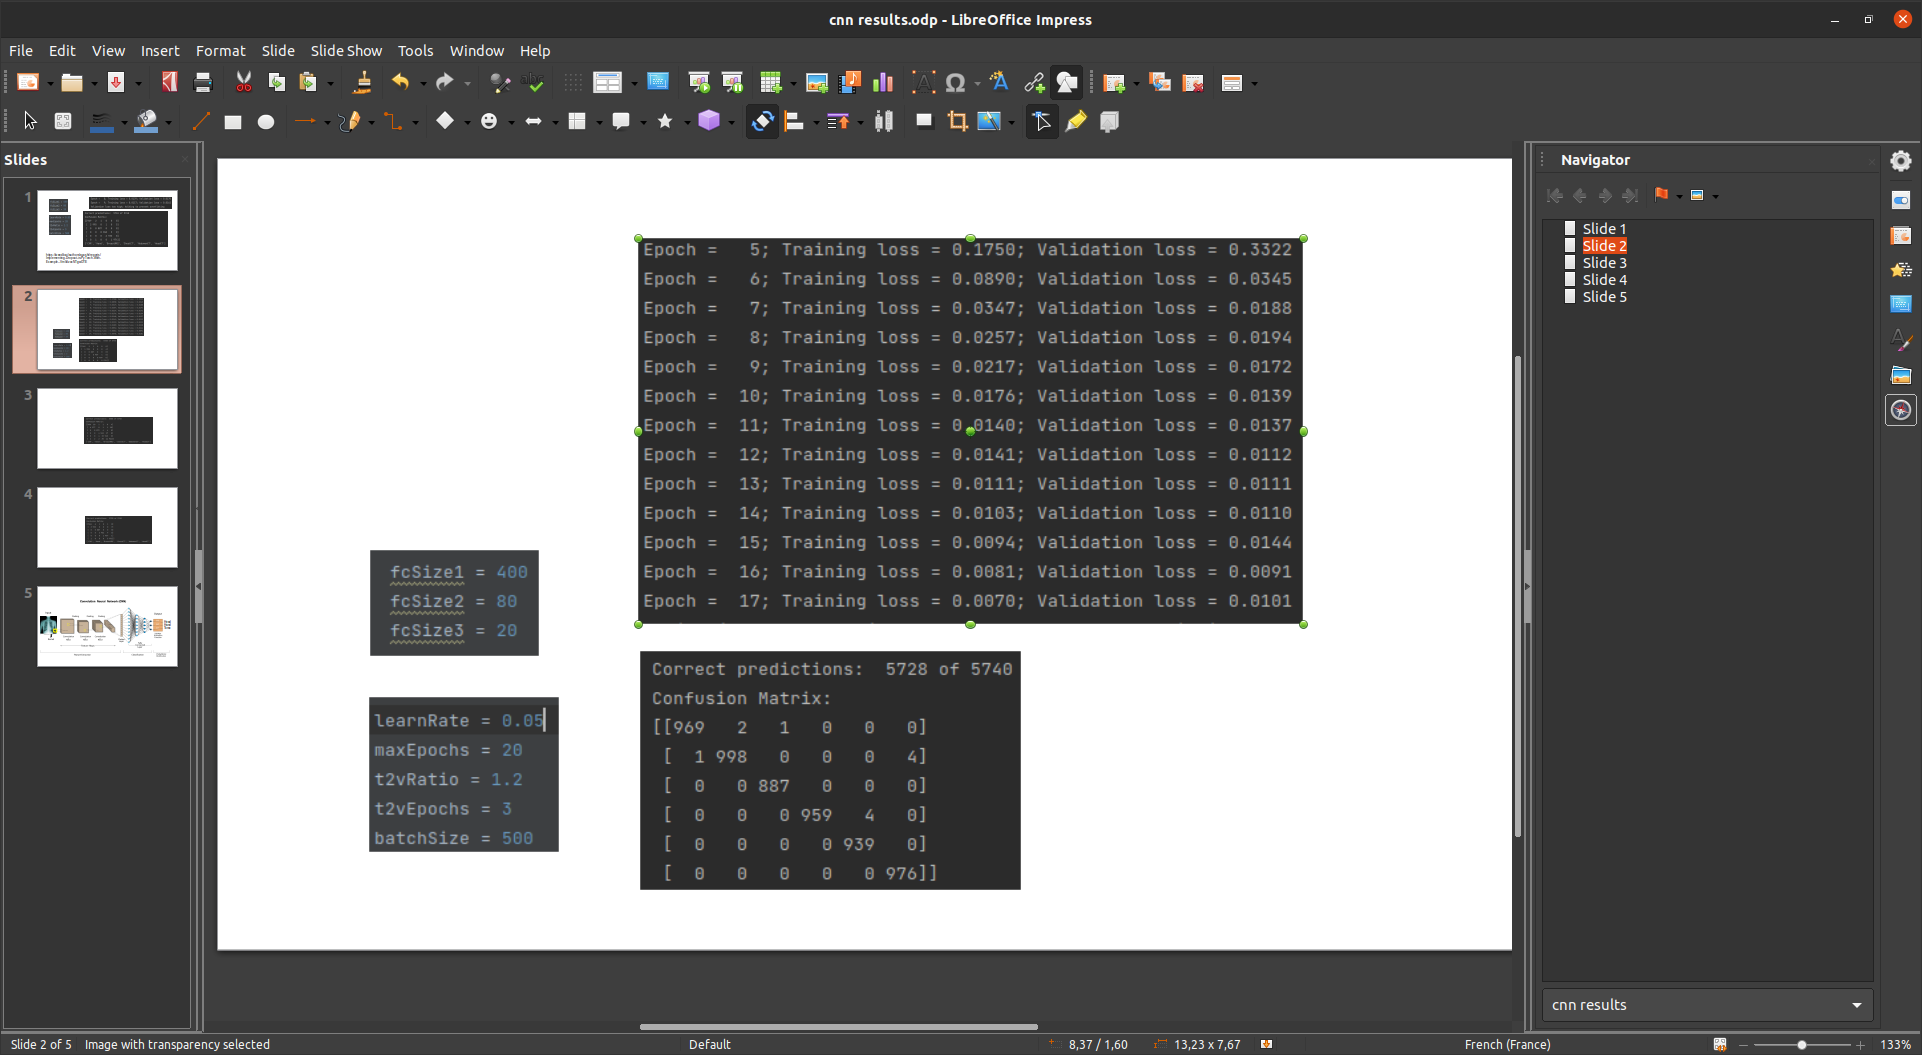 cnn results.odp - LibreOffice Impress
File Edit View Insert Format Slide Slide Show Tools Window Help
Slides
1
2
3
4
5
Epoch =   5; Training loss = 0.1750; Validation loss = 0.3322
Epoch =   6; Training loss = 0.0890; Validation loss = 0.0345
Epoch =   7; Training loss = 0.0347; Validation loss = 0.0188
Epoch =   8; Training loss = 0.0257; Validation loss = 0.0194
Epoch =   9; Training loss = 0.0217; Validation loss = 0.0172
Epoch =  10; Training loss = 0.0176; Validation loss = 0.0139
Epoch =  11; Training loss = 0.0140; Validation loss = 0.0137
Epoch =  12; Training loss = 0.0141; Validation loss = 0.0112
Epoch =  13; Training loss = 0.0111; Validation loss = 0.0111
Epoch =  14; Training loss = 0.0103; Validation loss = 0.0110
Epoch =  15; Training loss = 0.0094; Validation loss = 0.0144
Epoch =  16; Training loss = 0.0081; Validation loss = 0.0091
Epoch =  17; Training loss = 0.0070; Validation loss = 0.0101
fcSize1 = 400
fcSize2 = 80
fcSize3 = 20
learnRate = 0.05
maxEpochs = 20
t2vRatio = 1.2
t2vEpochs = 3
batchSize = 500
Correct predictions:  5728 of 5740
Confusion Matrix:
[[969   2   1   0   0   0]
 [  1 998   0   0   0   4]
 [  0   0 887   0   0   0]
 [  0   0   0 959   4   0]
 [  0   0   0   0 939   0]
 [  0   0   0   0   0 976]]
Navigator
Slide 1
Slide 2
Slide 3
Slide 4
Slide 5
cnn results
Slide 2 of 5 Image with transparency selected Default 8,37 / 1,60 13,23 x 7,67 French (France) 133%